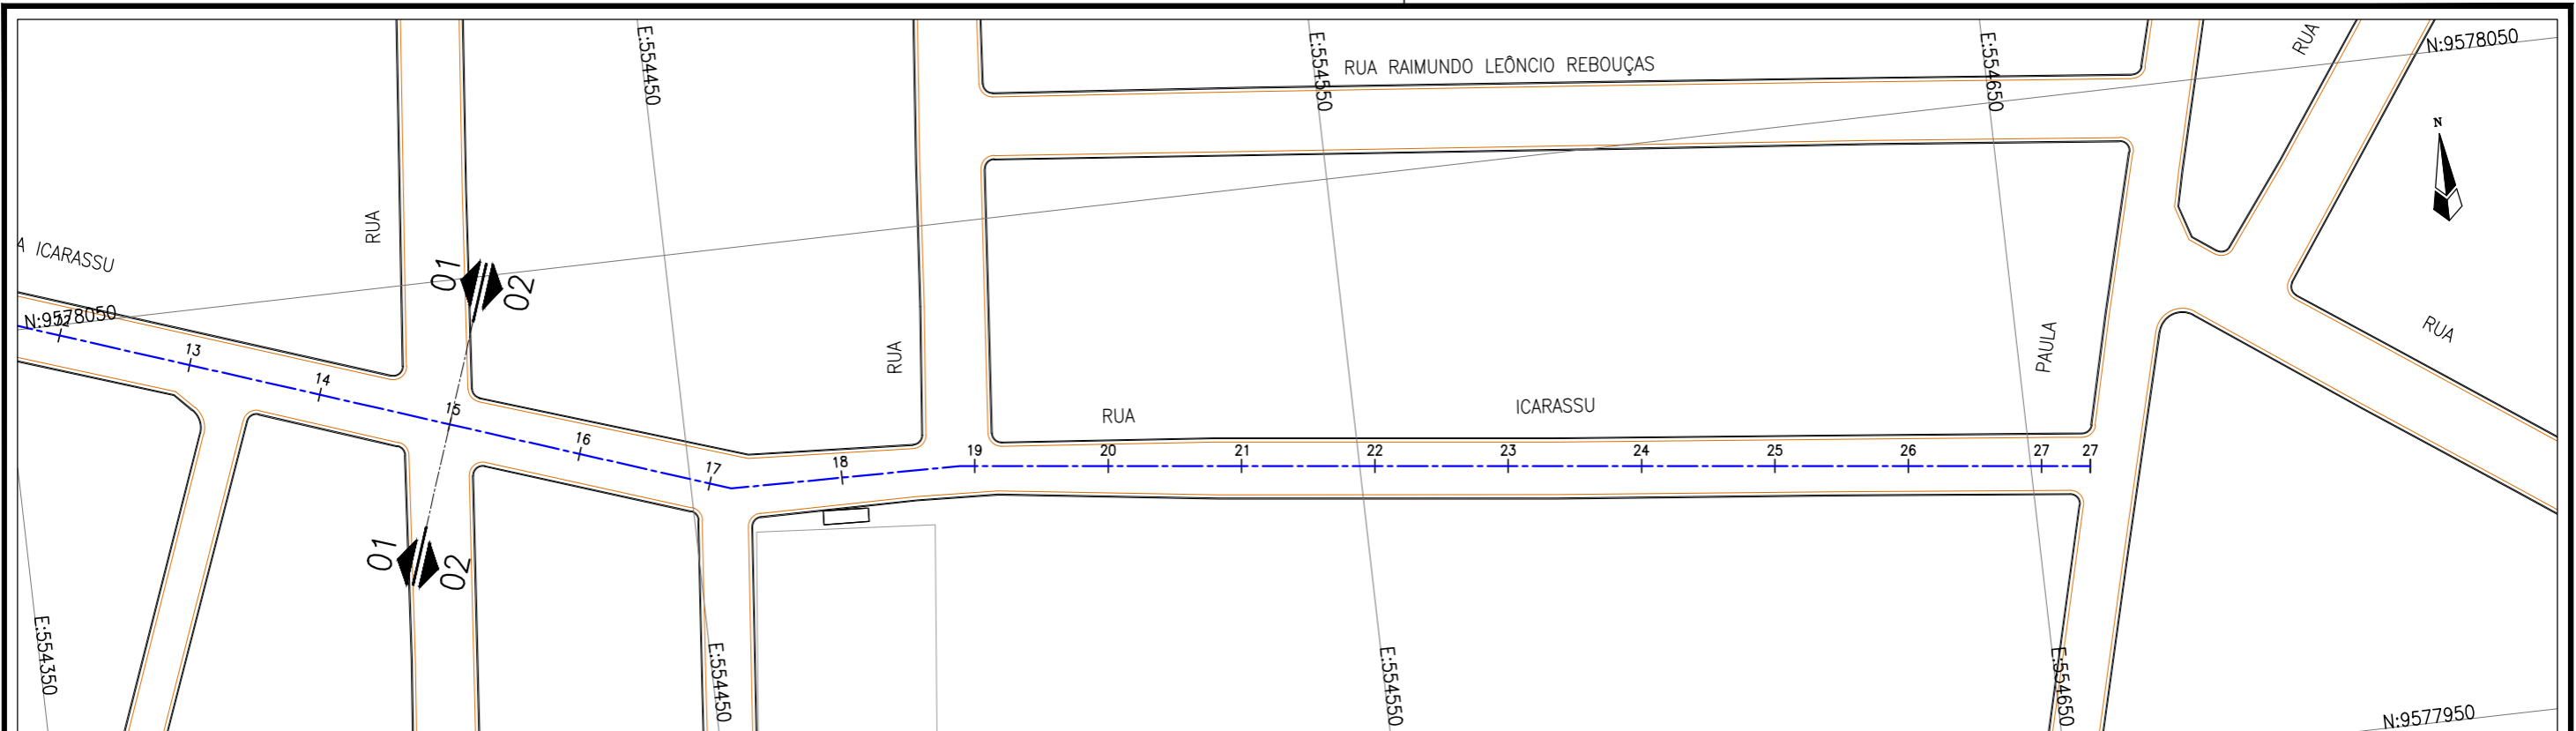 E:554450
E:554550
E:554650
RUA
N:9578050
RUA RAIMUNDO LEÔNCIO REBOUÇAS
N
RUA
A ICARASSU
01
02
N:9578050
12
13
14
15
16
17
18
19
20
21
22
23
24
25
26
27
27
RUA
RUA
ICARASSU
PAULA
RUA
01
02
E:554350
E:554450
E:554550
E:554650
N:9577950